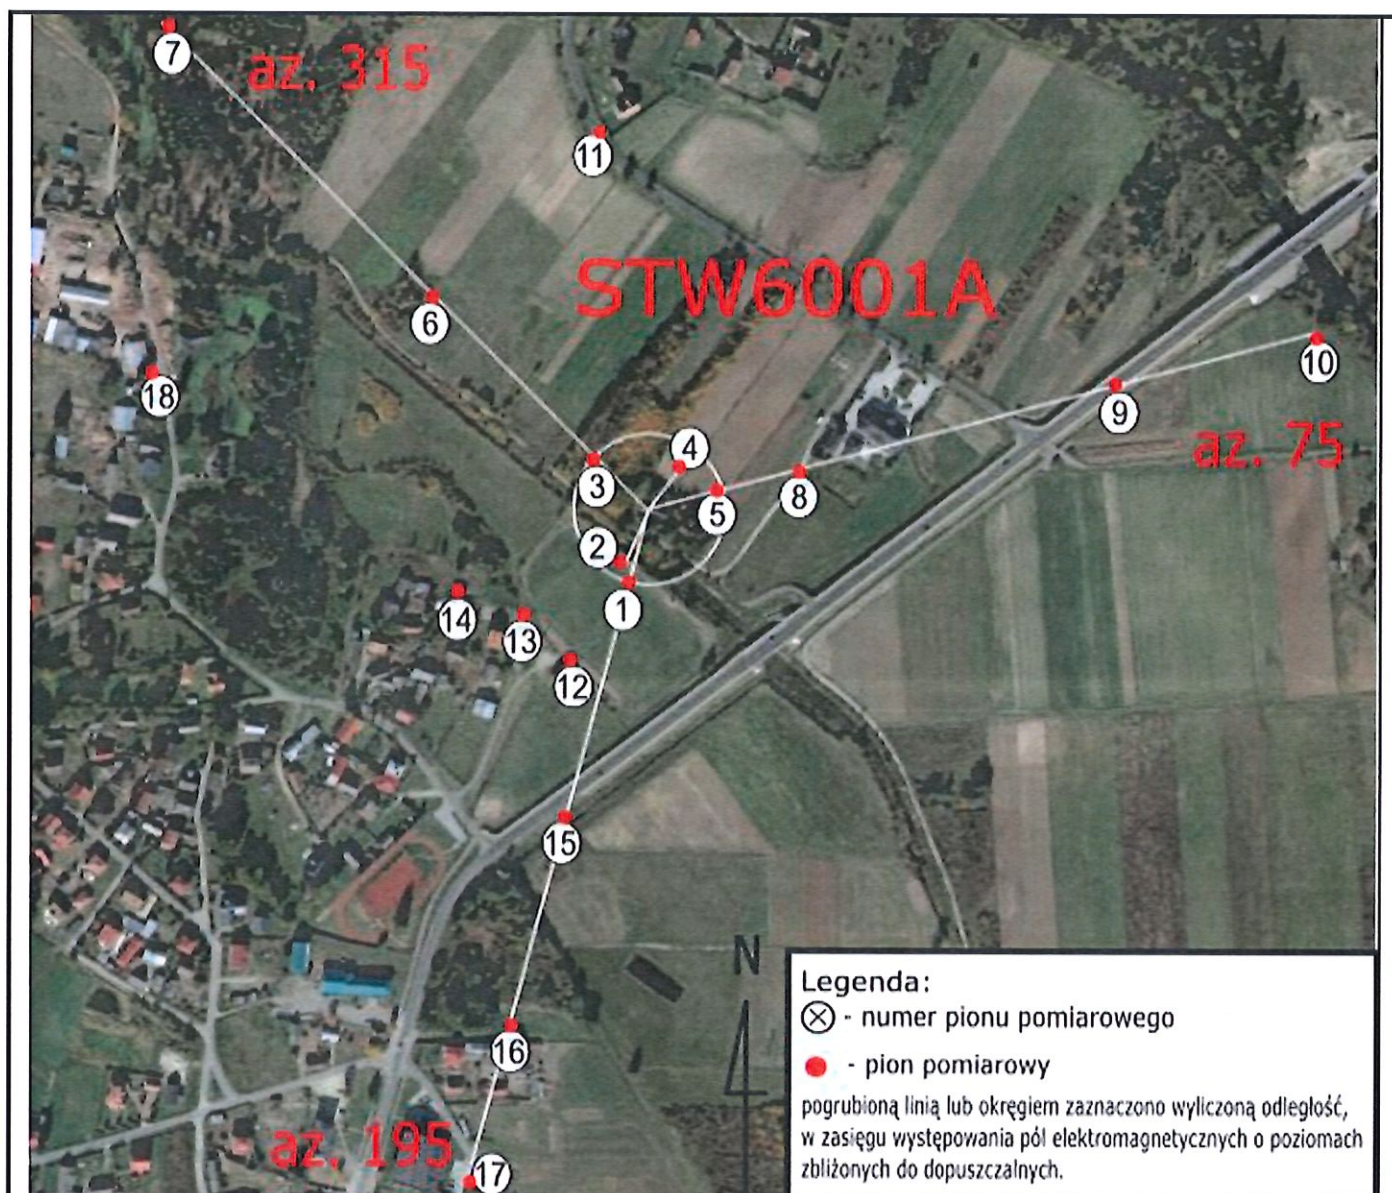 7
az. 315
11
STW6001A
6
10
18
9
az. 75
4
3
8
5
2
1
14
13
12
15
N
Legenda:
- numer pionu pomiarowego
16
- pion pomiarowy
pogrubioną linią lub okręgiem zaznaczono wyliczoną odległość,
w zasięgu występowania pól elektromagnetycznych o poziomach
zbliżonych do dopuszczalnych.
az. 195
17